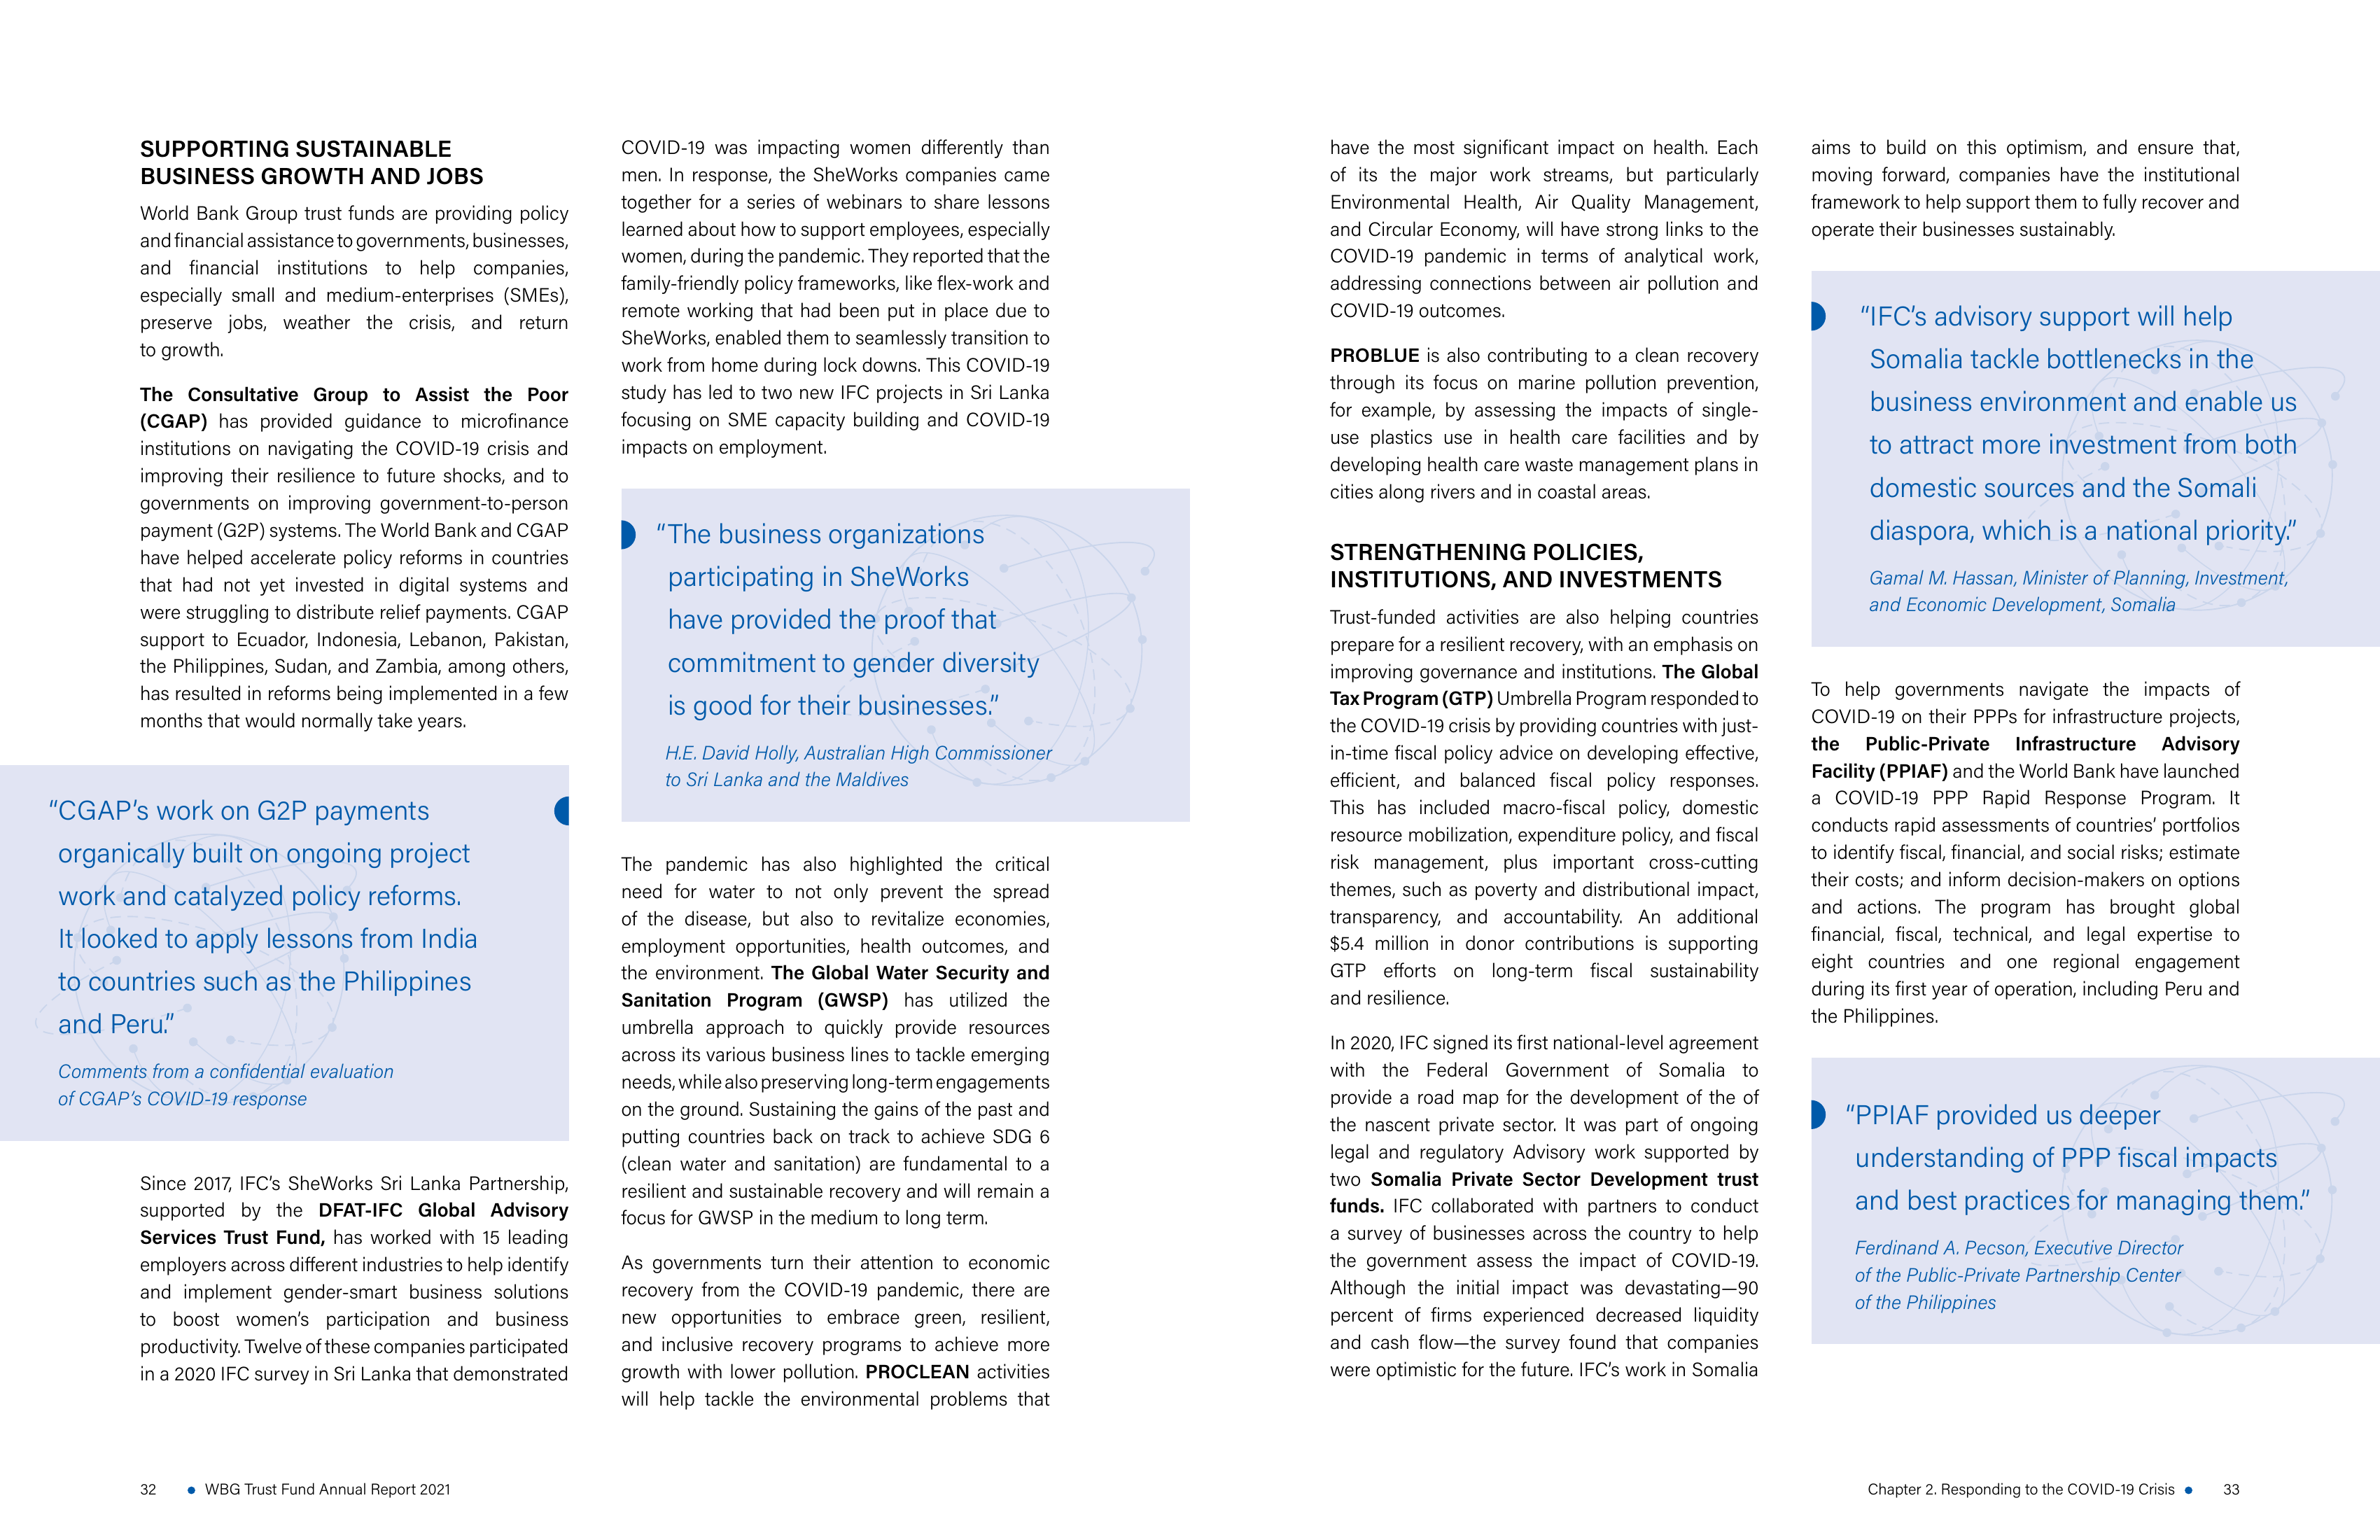 SUPPORTING SUSTAINABLE
BUSINESS GROWTH AND JOBS
World Bank Group trust funds are providing policy
and financial assistance to governments, businesses,
and financial institutions to help companies,
especially small and medium-enterprises (SMEs),
preserve jobs, weather the crisis, and return
to growth.
The Consultative Group to Assist the Poor
(CGAP) has provided guidance to microfinance
institutions on navigating the COVID-19 crisis and
improving their resilience to future shocks, and to
governments on improving government-to-person
payment (G2P) systems. The World Bank and CGAP
have helped accelerate policy reforms in countries
that had not yet invested in digital systems and
were struggling to distribute relief payments. CGAP
support to Ecuador, Indonesia, Lebanon, Pakistan,
the Philippines, Sudan, and Zambia, among others,
has resulted in reforms being implemented in a few
months that would normally take years.
“CGAP’s work on G2P payments
organically built on ongoing project
work and catalyzed policy reforms.
It looked to apply lessons from India
to countries such as the Philippines
and Peru.”
Comments from a confidential evaluation
of CGAP’s COVID-19 response
Since 2017, IFC’s SheWorks Sri Lanka Partnership,
supported by the DFAT-IFC Global Advisory
Services Trust Fund, has worked with 15 leading
employers across different industries to help identify
and implement gender-smart business solutions
to boost women’s participation and business
productivity. Twelve of these companies participated
in a 2020 IFC survey in Sri Lanka that demonstrated
COVID-19 was impacting women differently than
men. In response, the SheWorks companies came
together for a series of webinars to share lessons
learned about how to support employees, especially
women, during the pandemic. They reported that the
family-friendly policy frameworks, like flex-work and
remote working that had been put in place due to
SheWorks, enabled them to seamlessly transition to
work from home during lock downs. This COVID-19
study has led to two new IFC projects in Sri Lanka
focusing on SME capacity building and COVID-19
impacts on employment.
“The business organizations
participating in SheWorks
have provided the proof that
commitment to gender diversity
is good for their businesses.”
H.E. David Holly, Australian High Commissioner
to Sri Lanka and the Maldives
The pandemic has also highlighted the critical
need for water to not only prevent the spread
of the disease, but also to revitalize economies,
employment opportunities, health outcomes, and
the environment. The Global Water Security and
Sanitation Program (GWSP) has utilized the
umbrella approach to quickly provide resources
across its various business lines to tackle emerging
needs, while also preserving long-term engagements
on the ground. Sustaining the gains of the past and
putting countries back on track to achieve SDG 6
(clean water and sanitation) are fundamental to a
resilient and sustainable recovery and will remain a
focus for GWSP in the medium to long term.
As governments turn their attention to economic
recovery from the COVID-19 pandemic, there are
new opportunities to embrace green, resilient,
and inclusive recovery programs to achieve more
growth with lower pollution. PROCLEAN activities
will help tackle the environmental problems that
32 • WBG Trust Fund Annual Report 2021
have the most significant impact on health. Each
of its the major work streams, but particularly
Environmental Health, Air Quality Management,
and Circular Economy, will have strong links to the
COVID-19 pandemic in terms of analytical work,
addressing connections between air pollution and
COVID-19 outcomes.
PROBLUE is also contributing to a clean recovery
through its focus on marine pollution prevention,
for example, by assessing the impacts of single-
use plastics use in health care facilities and by
developing health care waste management plans in
cities along rivers and in coastal areas.
STRENGTHENING POLICIES,
INSTITUTIONS, AND INVESTMENTS
Trust-funded activities are also helping countries
prepare for a resilient recovery, with an emphasis on
improving governance and institutions. The Global
Tax Program (GTP) Umbrella Program responded to
the COVID-19 crisis by providing countries with just-
in-time fiscal policy advice on developing effective,
efficient, and balanced fiscal policy responses.
This has included macro-fiscal policy, domestic
resource mobilization, expenditure policy, and fiscal
risk management, plus important cross-cutting
themes, such as poverty and distributional impact,
transparency, and accountability. An additional
$5.4 million in donor contributions is supporting
GTP efforts on long-term fiscal sustainability
and resilience.
In 2020, IFC signed its first national-level agreement
with the Federal Government of Somalia to
provide a road map for the development of the of
the nascent private sector. It was part of ongoing
legal and regulatory Advisory work supported by
two Somalia Private Sector Development trust
funds. IFC collaborated with partners to conduct
a survey of businesses across the country to help
the government assess the impact of COVID-19.
Although the initial impact was devastating—90
percent of firms experienced decreased liquidity
and cash flow—the survey found that companies
were optimistic for the future. IFC’s work in Somalia
aims to build on this optimism, and ensure that,
moving forward, companies have the institutional
framework to help support them to fully recover and
operate their businesses sustainably.
“IFC’s advisory support will help
Somalia tackle bottlenecks in the
business environment and enable us
to attract more investment from both
domestic sources and the Somali
diaspora, which is a national priority.”
Gamal M. Hassan, Minister of Planning, Investment,
and Economic Development, Somalia
To help governments navigate the impacts of
COVID-19 on their PPPs for infrastructure projects,
the Public-Private Infrastructure Advisory
Facility (PPIAF) and the World Bank have launched
a COVID-19 PPP Rapid Response Program. It
conducts rapid assessments of countries’ portfolios
to identify fiscal, financial, and social risks; estimate
their costs; and inform decision-makers on options
and actions. The program has brought global
financial, fiscal, technical, and legal expertise to
eight countries and one regional engagement
during its first year of operation, including Peru and
the Philippines.
“PPIAF provided us deeper
understanding of PPP fiscal impacts
and best practices for managing them.”
Ferdinand A. Pecson, Executive Director
of the Public-Private Partnership Center
of the Philippines
Chapter 2. Responding to the COVID-19 Crisis • 33